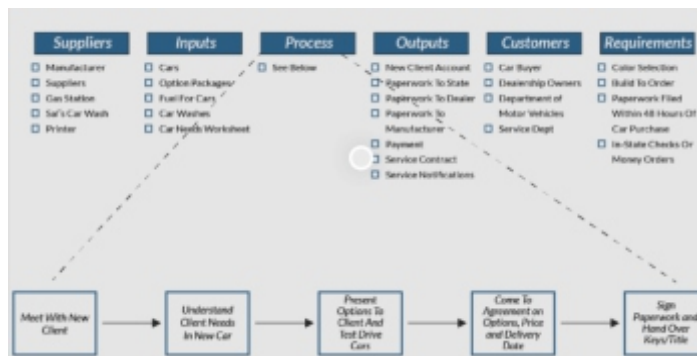 Suppliers
Manufacturer
Suppliers
Gas Station
Sal's Car Wash
Printer
Inputs
Cars
Option Packages
Fuel For Cars
Car Washes
Car Needs Worksheet
Process
See Below
Outputs
New Client Account
Paperwork To State
Paperwork To Dealer
Paperwork To
Manufacturer
Payment
Service Contract
Service Notifications
Customers
Car Buyer
Dealership Owners
Department of
Motor Vehicles
Service Dept
Requirements
Color Selection
Build To Order
Paperwork Filed
Within 48 Hours Of
Car Purchase
In-State Checks Or
Money Orders
Meet With New
Client
Understand
Client Needs
In New Car
Present
Options To
Client And
Test Drive
Cars
Come To
Agreement on
Options, Price
and Delivery
Date
Sign
Paperwork and
Hand Over
Keys/Title